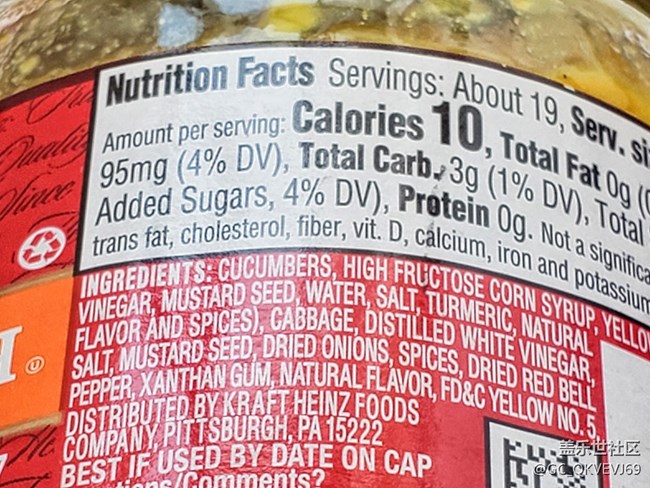 Nutrition Facts Servings: About 19, Serv.
Amount per serving: Calories 10, Total Fat 0g
95mg (4% DV), Total Carb. 3g (1% DV), Total
Added Sugars, 4% DV), Protein 0g. Not a
trans fat, cholesterol, fiber, vit. D, calcium, iron and potassium
INGREDIENTS: CUCUMBERS, HIGH FRUCTOSE CORN SYRUP,
VINEGAR, MUSTARD SEED, WATER, SALT, TURMERIC, NATURAL
FLAVOR AND SPICES), CABBAGE, DISTILLED WHITE VINEGAR,
SALT, MUSTARD SEED, DRIED ONIONS, SPICES, DRIED RED BELL
PEPPER, XANTHAN GUM, NATURAL FLAVOR, FD&C YELLOW NO. 5.
DISTRIBUTED BY KRAFT HEINZ FOODS
COMPANY, PITTSBURGH, PA 15222
BEST IF USED BY DATE ON CAP
盖乐世社区
@GC_OKVEVJ69